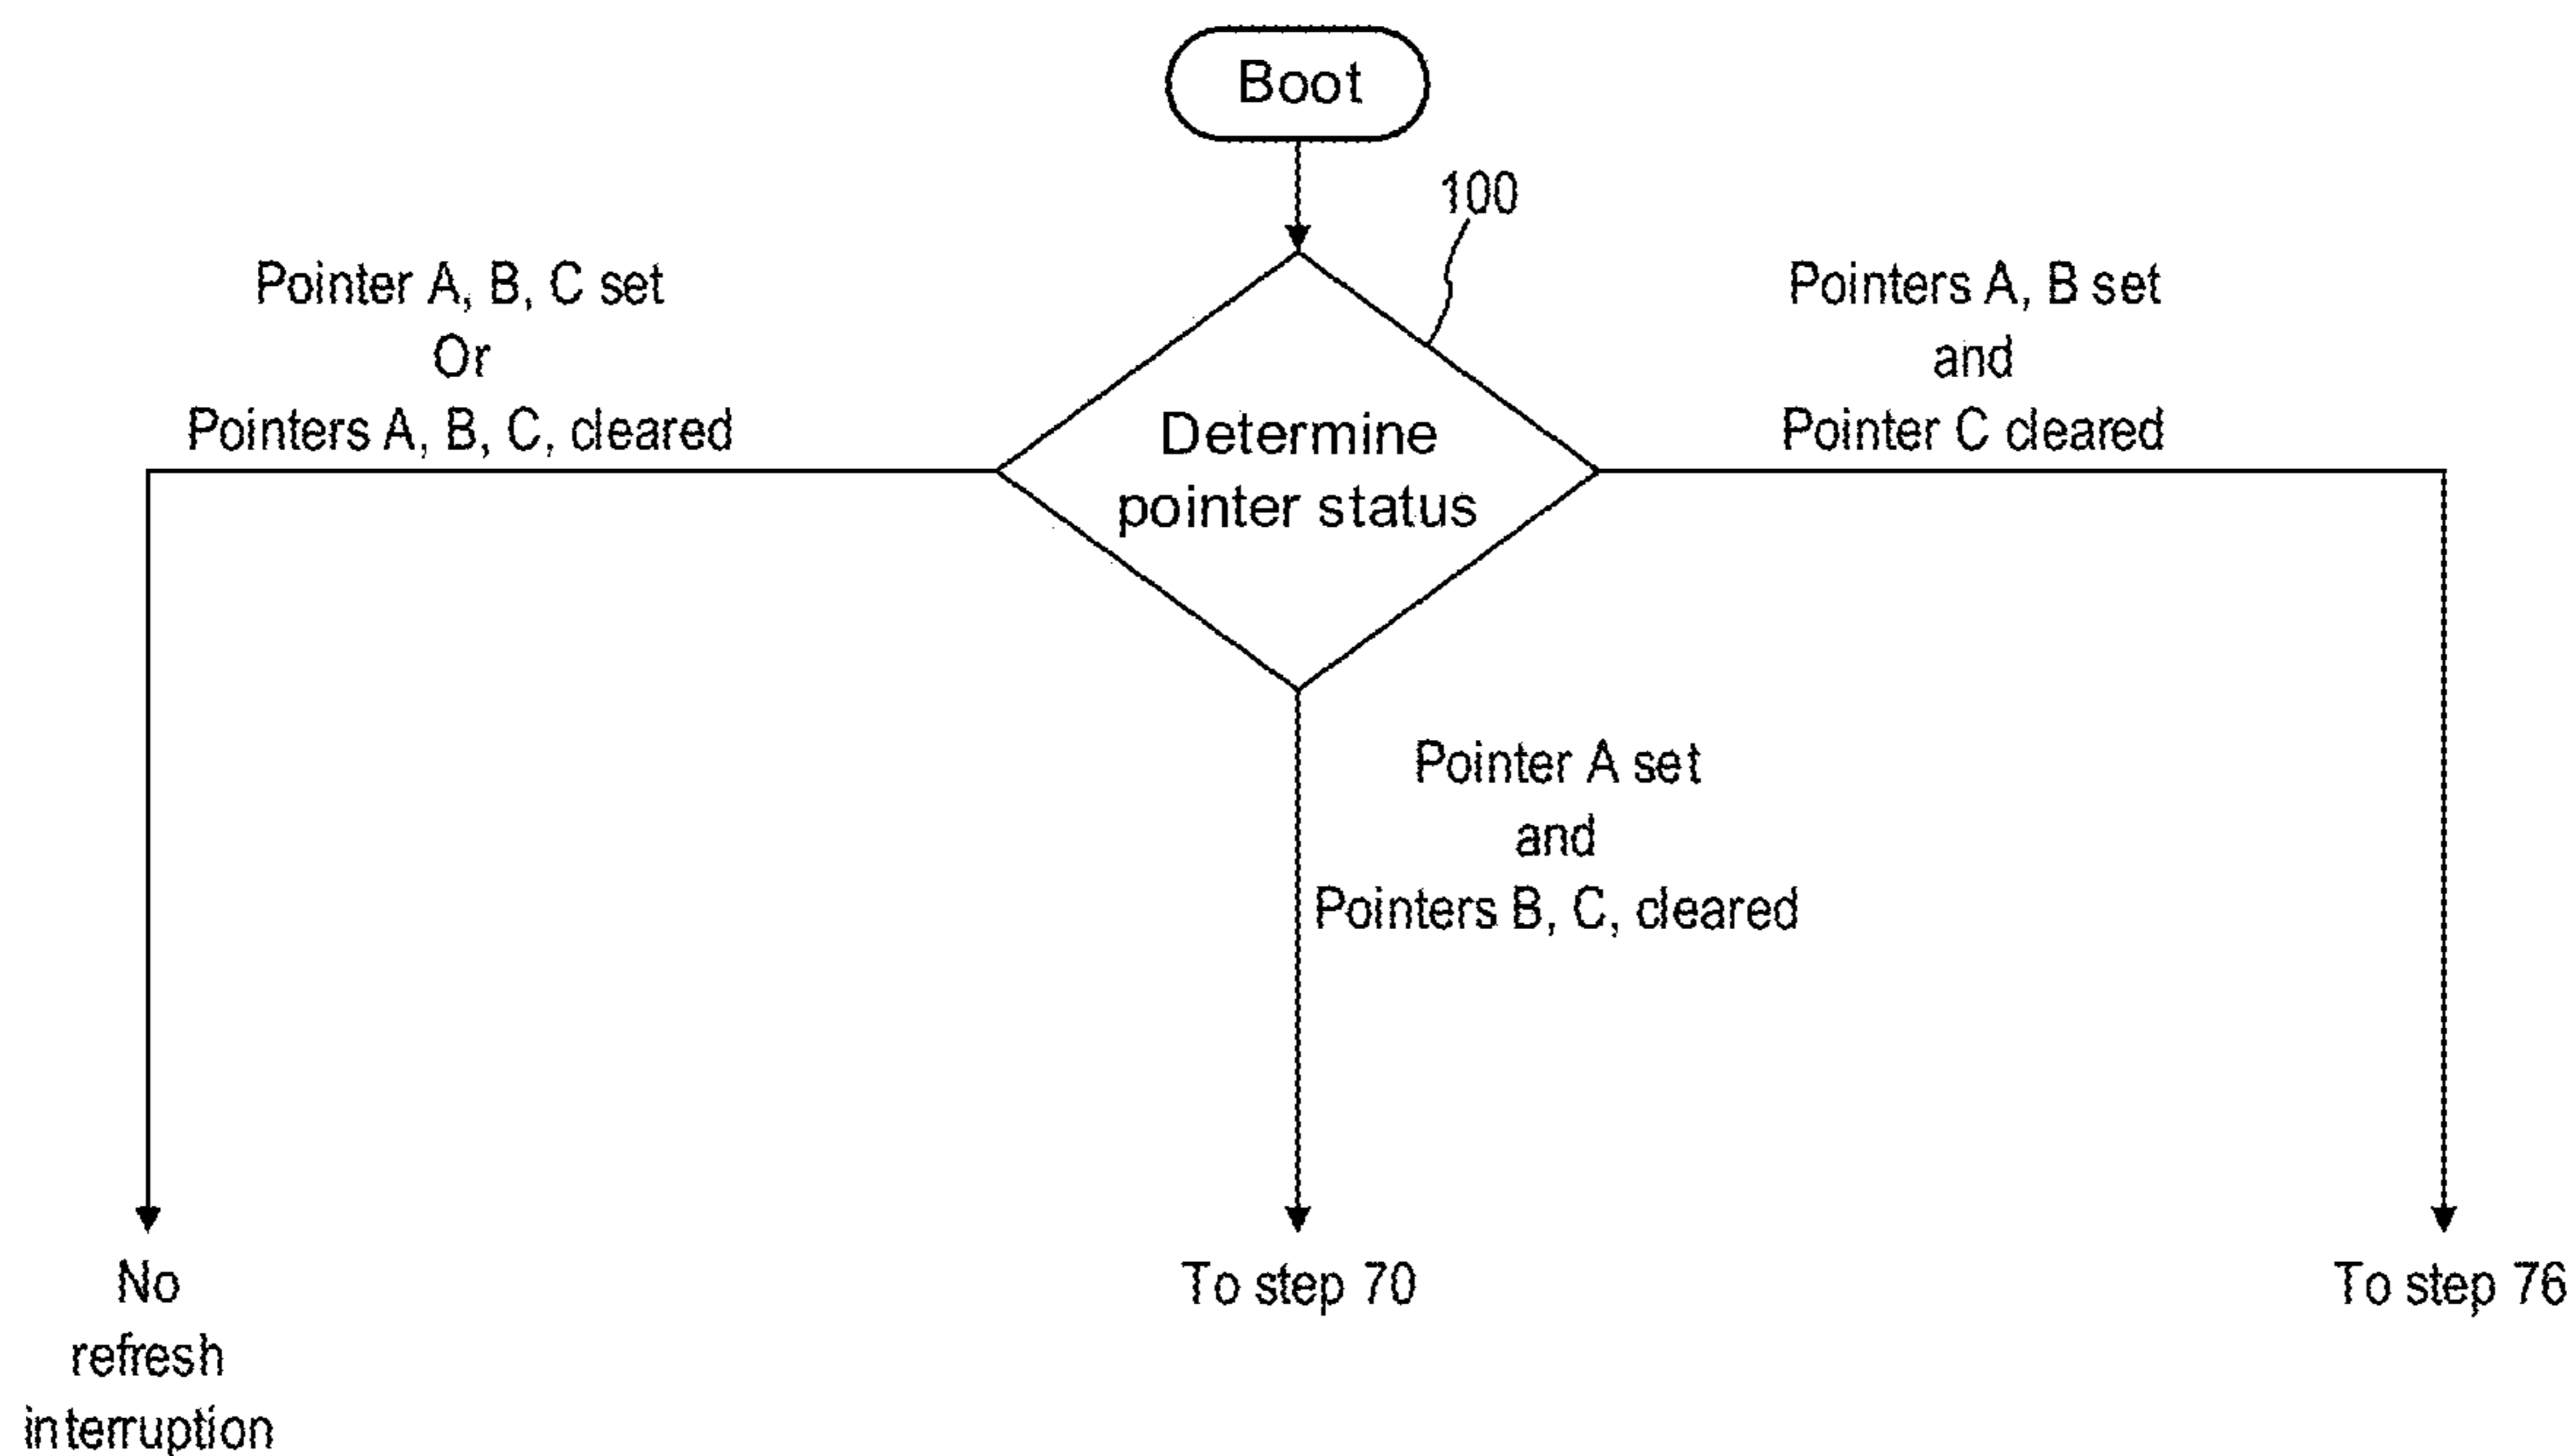 Boot
100
Pointer A, B, C set
Or
Pointers A, B, C, cleared
Determine
pointer status
Pointers A, B set
and
Pointer C cleared
Pointer A set
and
Pointers B, C, cleared
No
refresh
interruption
To step 70
To step 76